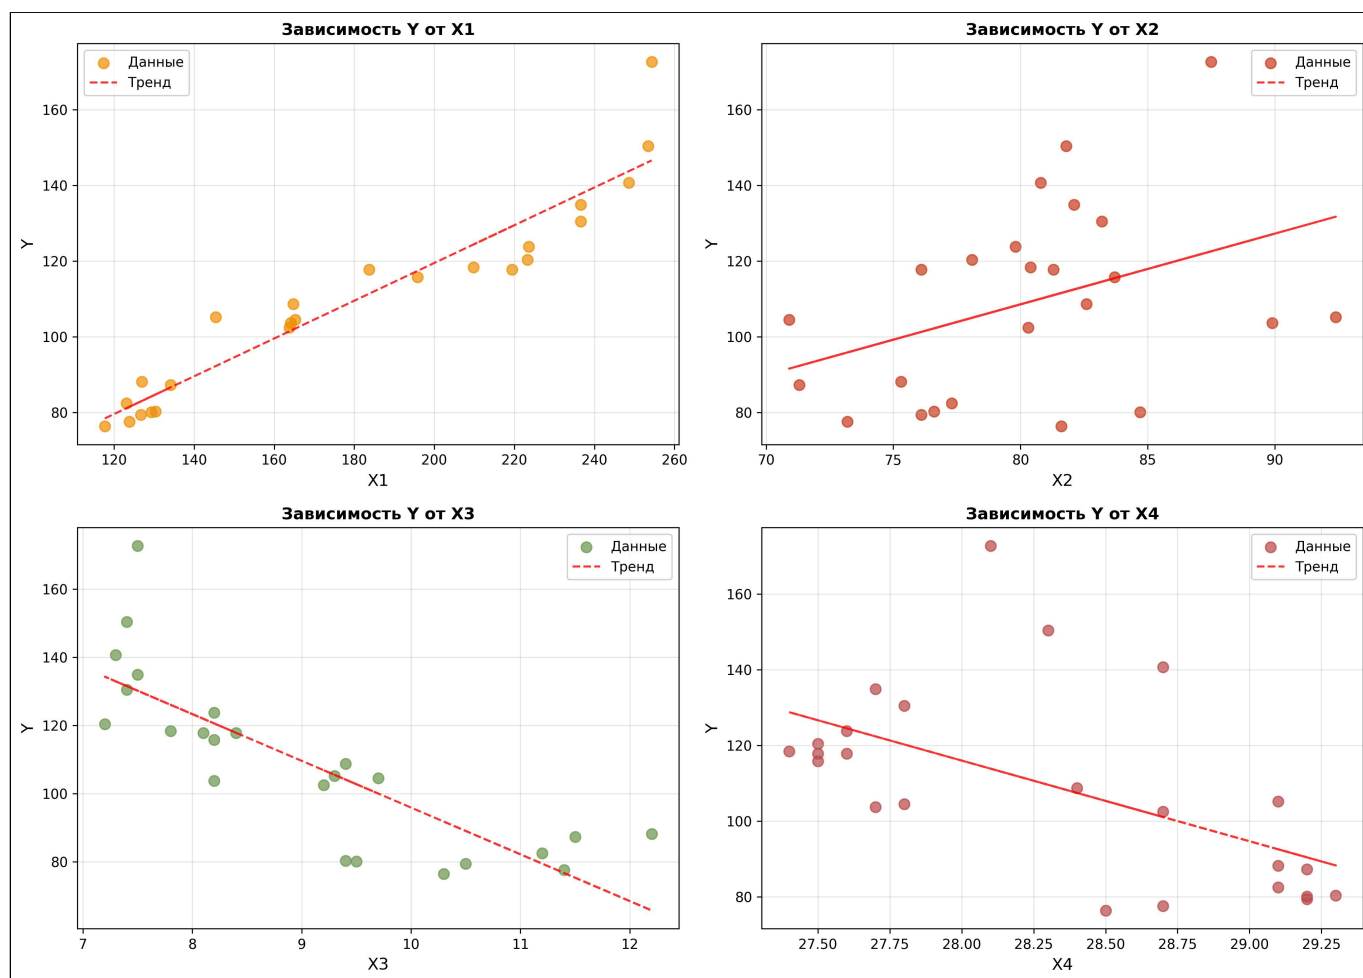 Зависимость Y от X1
Данные
Тренд
160
140
120
100
80
Y
120 140 160 180 200 220 240 260
X1
Зависимость Y от X2
Данные
Тренд
160
140
120
100
80
Y
70 75 80 85 90
X2
Зависимость Y от X3
Данные
Тренд
160
140
120
100
80
Y
7 8 9 10 11 12
X3
Зависимость Y от X4
Данные
Тренд
160
140
120
100
80
Y
27.50 27.75 28.00 28.25 28.50 28.75 29.00 29.25
X4